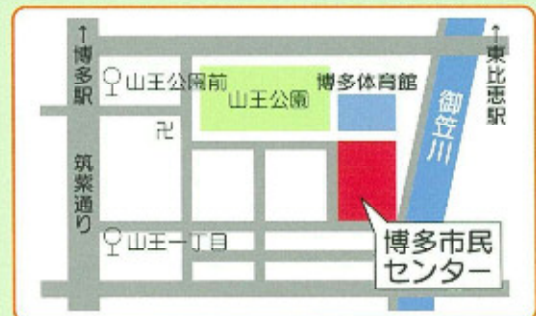 ↑博多駅
筑紫通り
山王公園前
卍
山王一丁目
山王公園
博多体育館
御笠川
↑東比恵駅
博多市民
センター